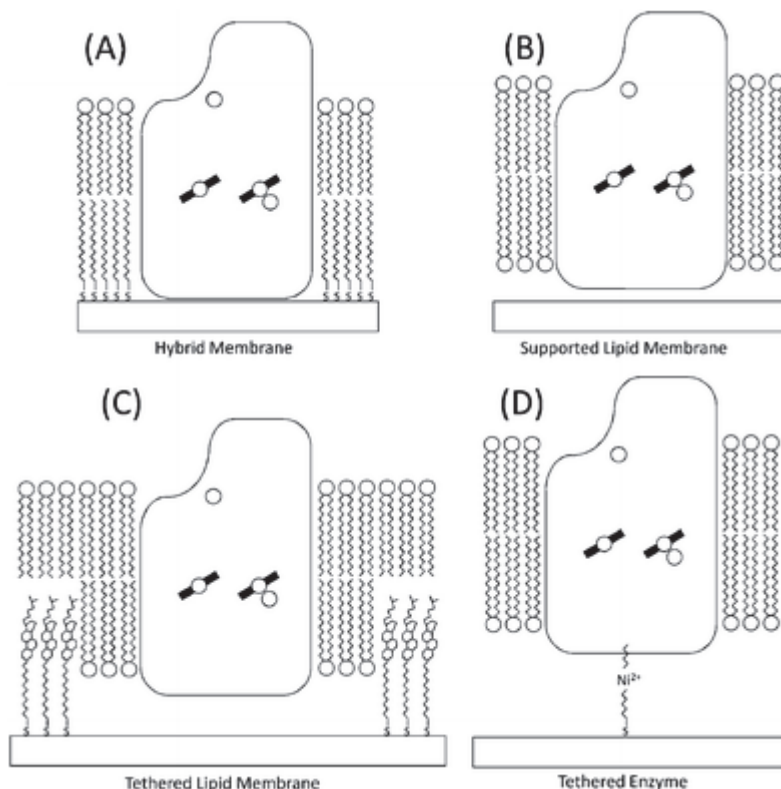 (A)
(B)
S S S S S
S S S S S
Hybrid Membrane
Supported Lipid Membrane
(C)
(D)
Ni²⁺
S S S
S S S
S
Tethered Lipid Membrane
Tethered Enzyme